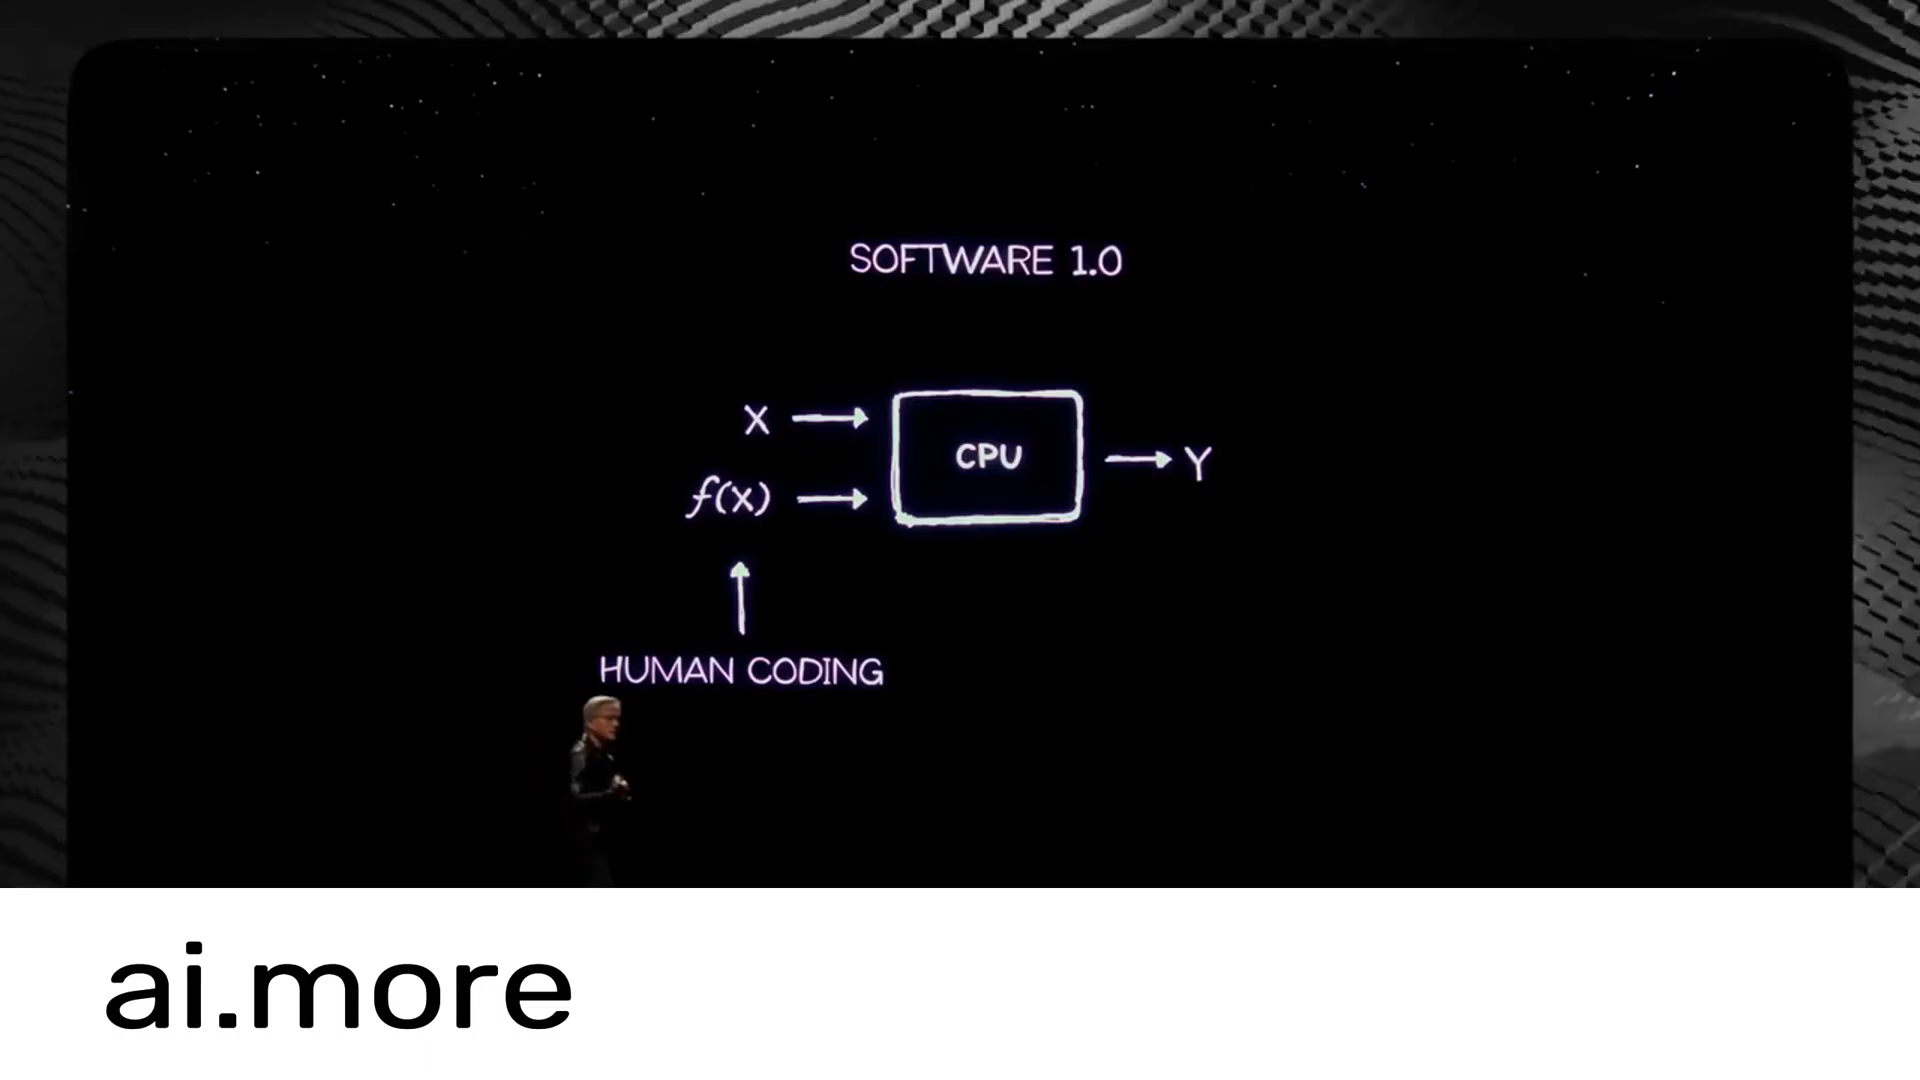 SOFTWARE 1.0
X
CPU
Y
f(x)
HUMAN CODING
ai.more